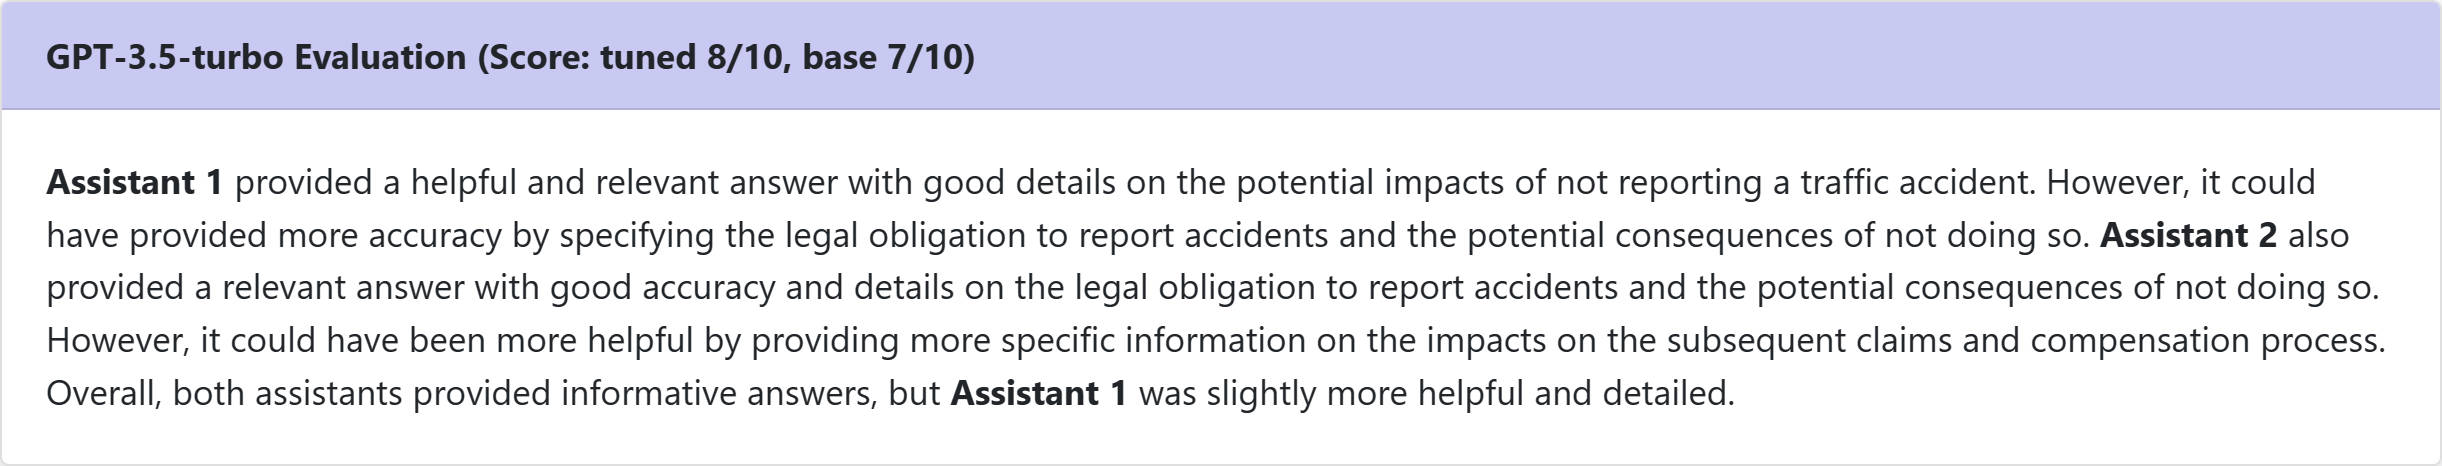 GPT-3.5-turbo Evaluation (Score: tuned 8/10, base 7/10)
Assistant 1 provided a helpful and relevant answer with good details on the potential impacts of not reporting a traffic accident. However, it could
have provided more accuracy by specifying the legal obligation to report accidents and the potential consequences of not doing so. Assistant 2 also
provided a relevant answer with good accuracy and details on the legal obligation to report accidents and the potential consequences of not doing so.
However, it could have been more helpful by providing more specific information on the impacts on the subsequent claims and compensation process.
Overall, both assistants provided informative answers, but Assistant 1 was slightly more helpful and detailed.